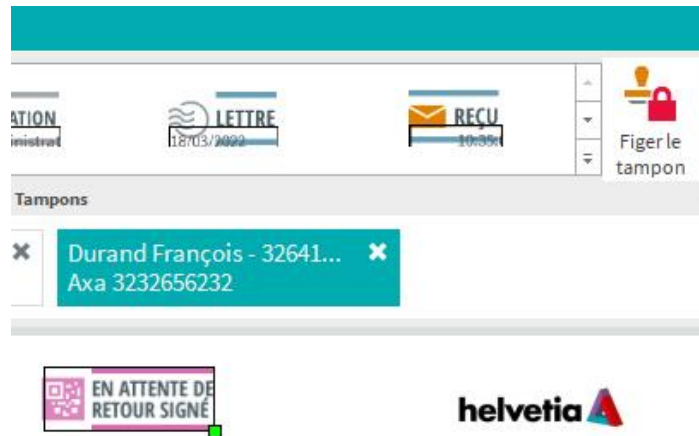 ATION
inistrat
LETTRE
18/03/2022
REÇU
10:35:
Figer le
tampon
Tampons
Durand François - 32641...
Axa 3232656232
EN ATTENTE DE
RETOUR SIGNÉ
helvetia